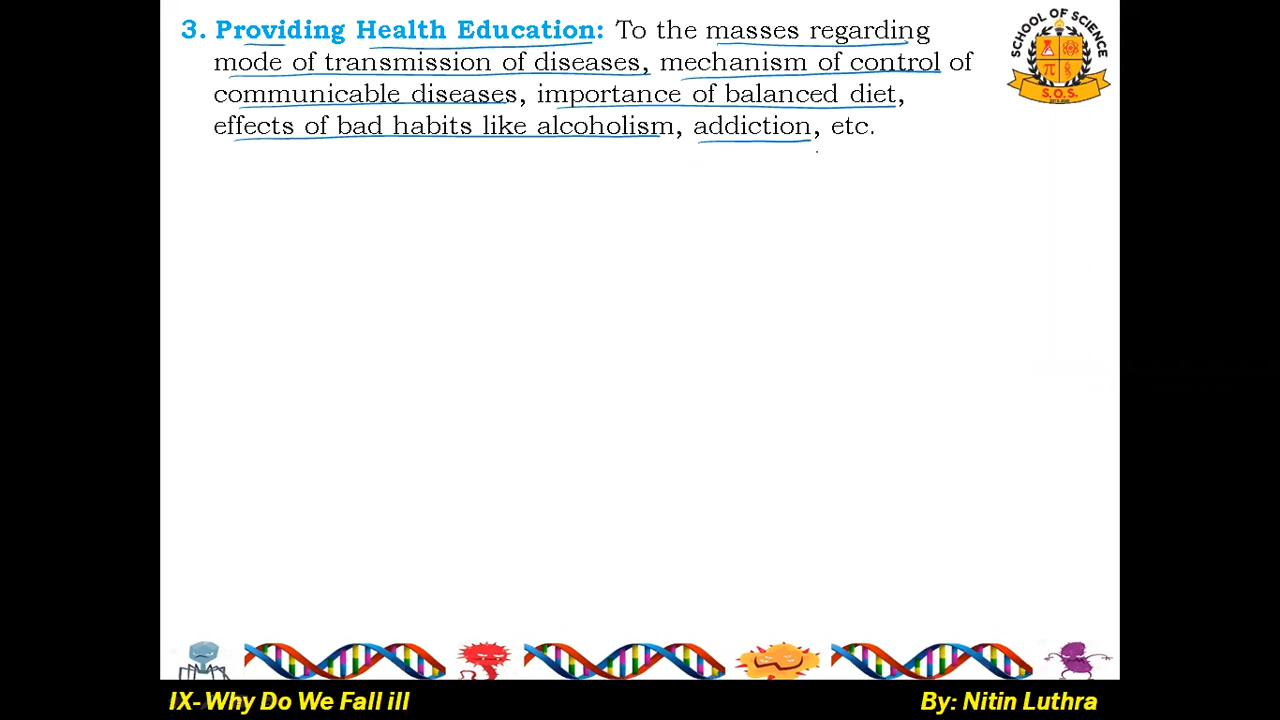 3. Providing Health Education: To the masses regarding
mode of transmission of diseases, mechanism of control of
communicable diseases, importance of balanced diet,
effects of bad habits like alcoholism, addiction, etc.
SCHOOL OF SCIENCE
π
S.O.S.
IX- Why Do We Fall ill
By: Nitin Luthra